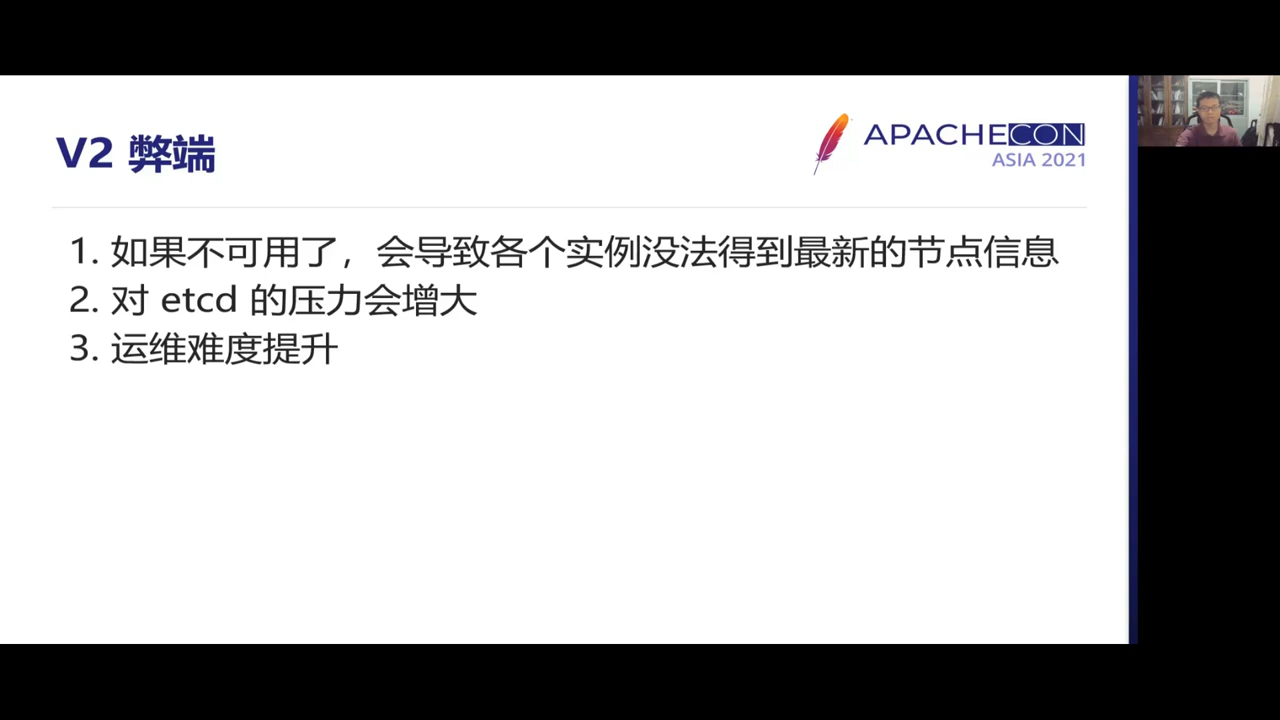 V2 弊端
APACHECON
ASIA 2021
1. 如果不可用了，会导致各个实例没法得到最新的节点信息
2. 对 etcd 的压力会增大
3. 运维难度提升